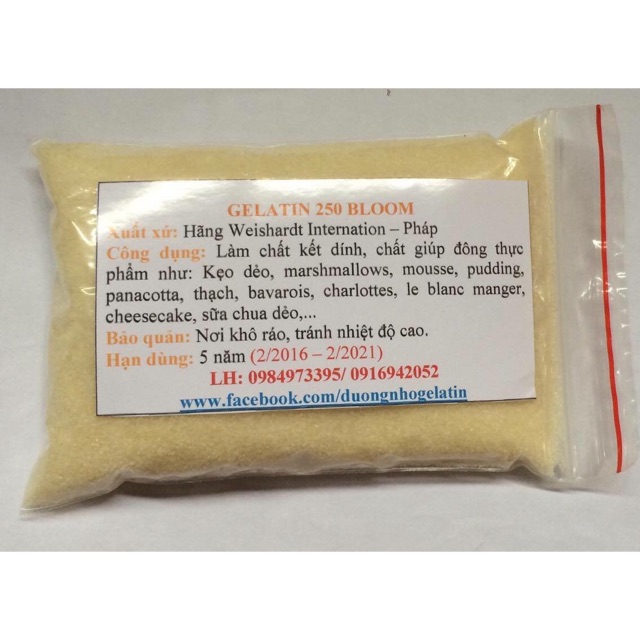 GELATIN 250 BLOOM
Xuất xứ: Hãng Weishardt Internation – Pháp
Công dụng: Làm chất kết dính, chất giúp đông thực
phẩm như: Kẹo dẻo, marshmallows, mousse, pudding,
panacotta, thạch, bavarois, charlottes, le blanc manger,
cheesecake, sữa chua dẻo,...
Bảo quản: Nơi khô ráo, tránh nhiệt độ cao.
Hạn dùng: 5 năm (2/2016 – 2/2021)
LH: 0984973395/ 0916942052
www.facebook.com/duongnhogelatin